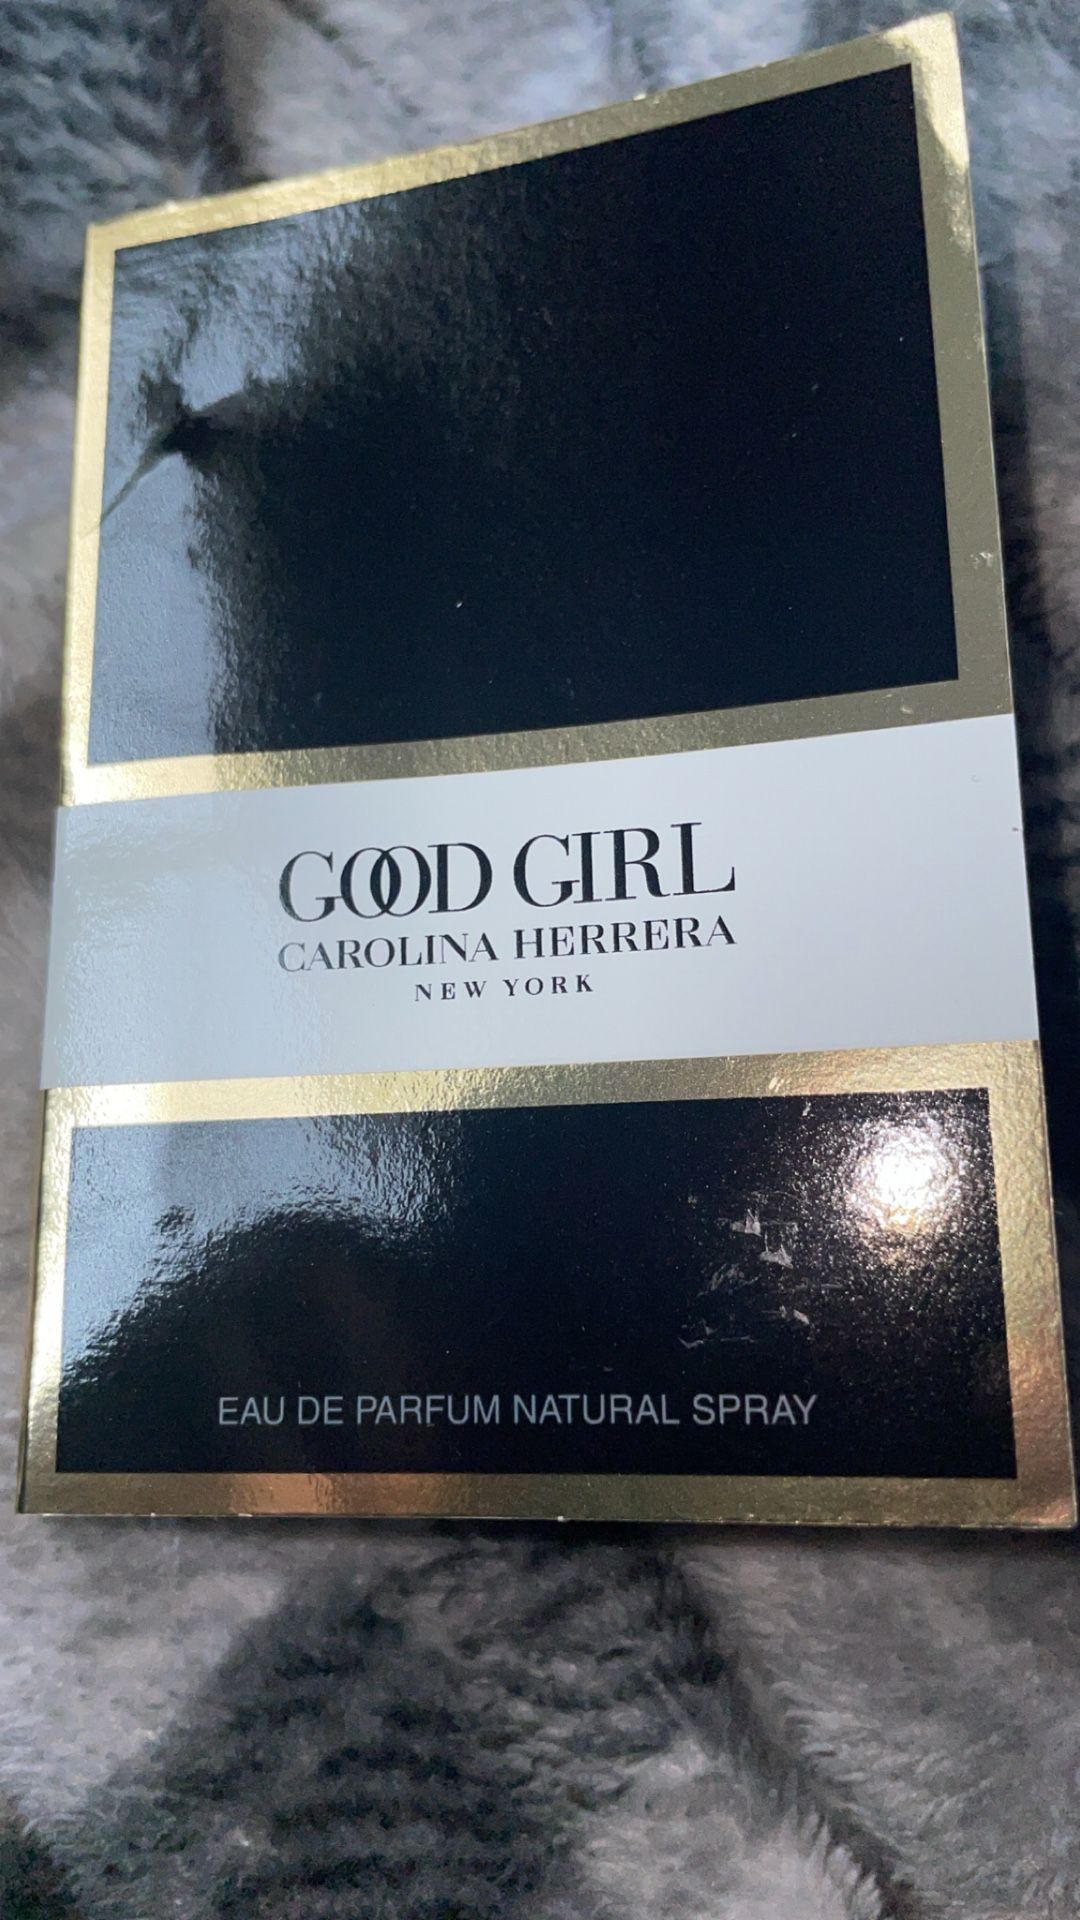 GOOD GIRL
CAROLINA HERRERA
NEW YORK
EAU DE PARFUM NATURAL SPRAY